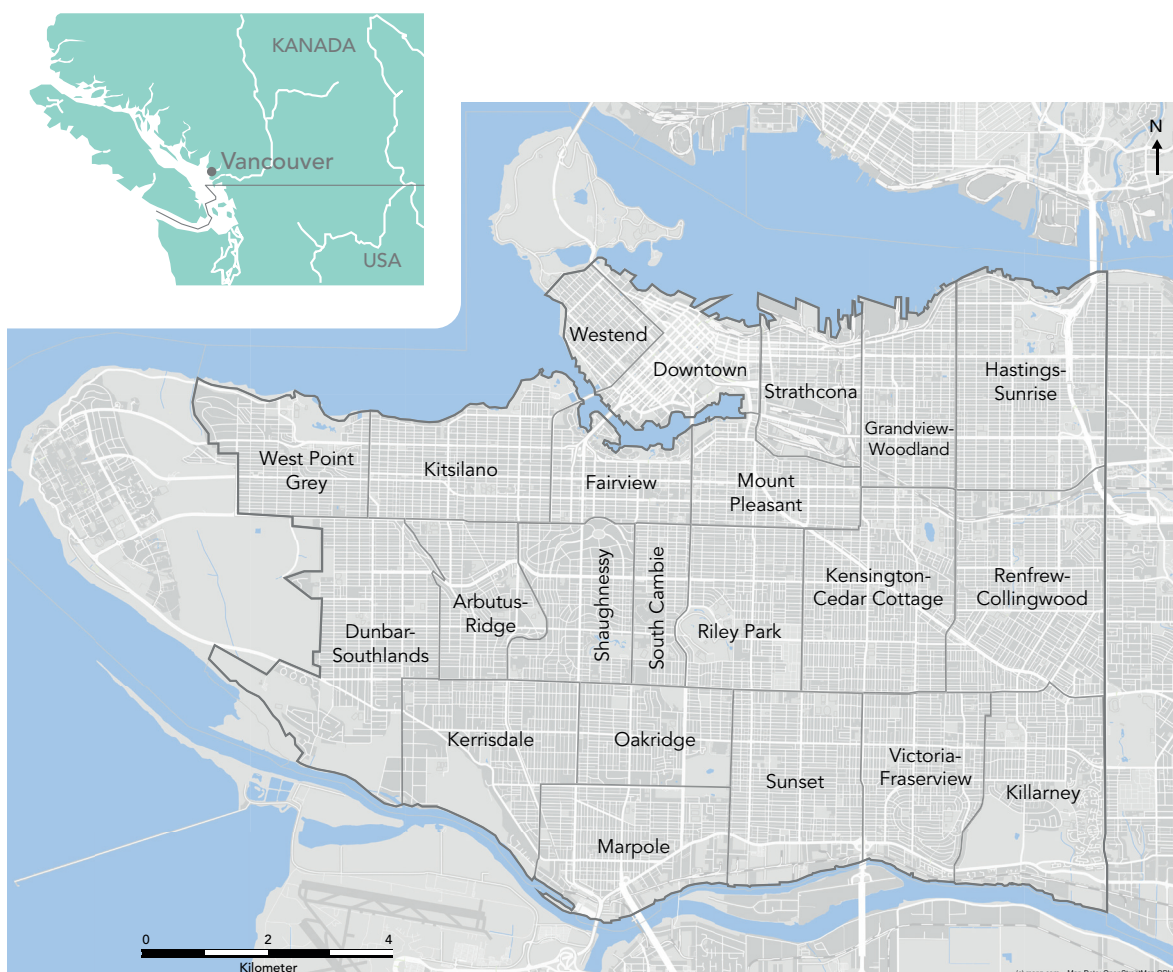 KANADA
Vancouver
USA
N
Westend
Downtown
Strathcona
Hastings-
Sunrise
Grandview-
Woodland
West Point
Grey
Kitsilano
Fairview
Mount
Pleasant
Dunbar-
Southlands
Arbutus-
Ridge
Shaughnessy
South Cambie
Riley Park
Kensington-
Cedar Cottage
Renfrew-
Collingwood
Kerrisdale
Oakridge
Sunset
Victoria-
Fraserview
Killarney
Marpole
0 2 4
Kilometer